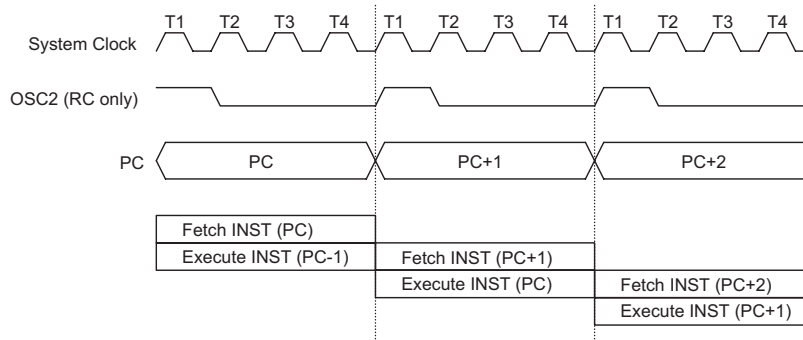 T1 T2 T3 T4 T1 T2 T3 T4 T1 T2 T3 T4
System Clock
OSC2 (RC only)
PC PC PC+1 PC+2
Fetch INST (PC)
Execute INST (PC-1) Fetch INST (PC+1)
Execute INST (PC) Fetch INST (PC+2)
Execute INST (PC+1)